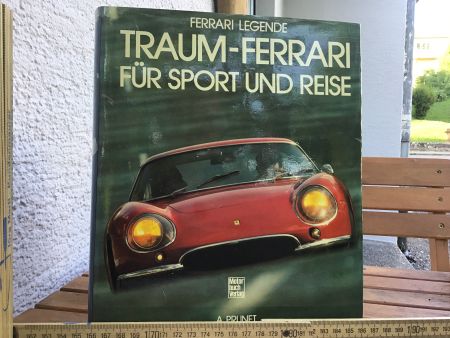 FERRARI LEGENDE
TRAUM-FERRARI
FÜR SPORT UND REISE
Motor
buch
verlag
A. PRUNET